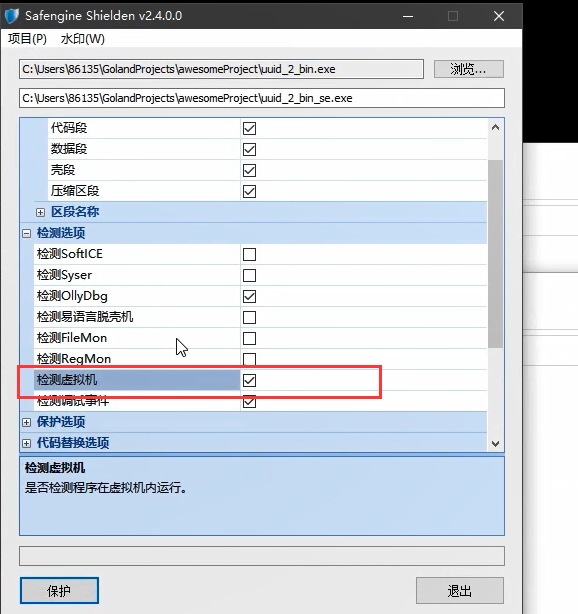 Safengine Shielden v2.4.0.0
项目(P) 水印(W)
C:\Users\86135\GolandProjects\awesomeProject\uuid_2_bin.exe 浏览...
C:\Users\86135\GolandProjects\awesomeProject\uuid_2_bin_se.exe
代码段
数据段
壳段
压缩区段
区段名称
检测选项
检测SoftICE
检测Syser
检测OllyDbg
检测易语言脱壳机
检测FileMon
检测RegMon
检测虚拟机
检测调试事件
保护选项
代码替换选项
检测虚拟机
是否检测程序在虚拟机内运行。
保护 退出